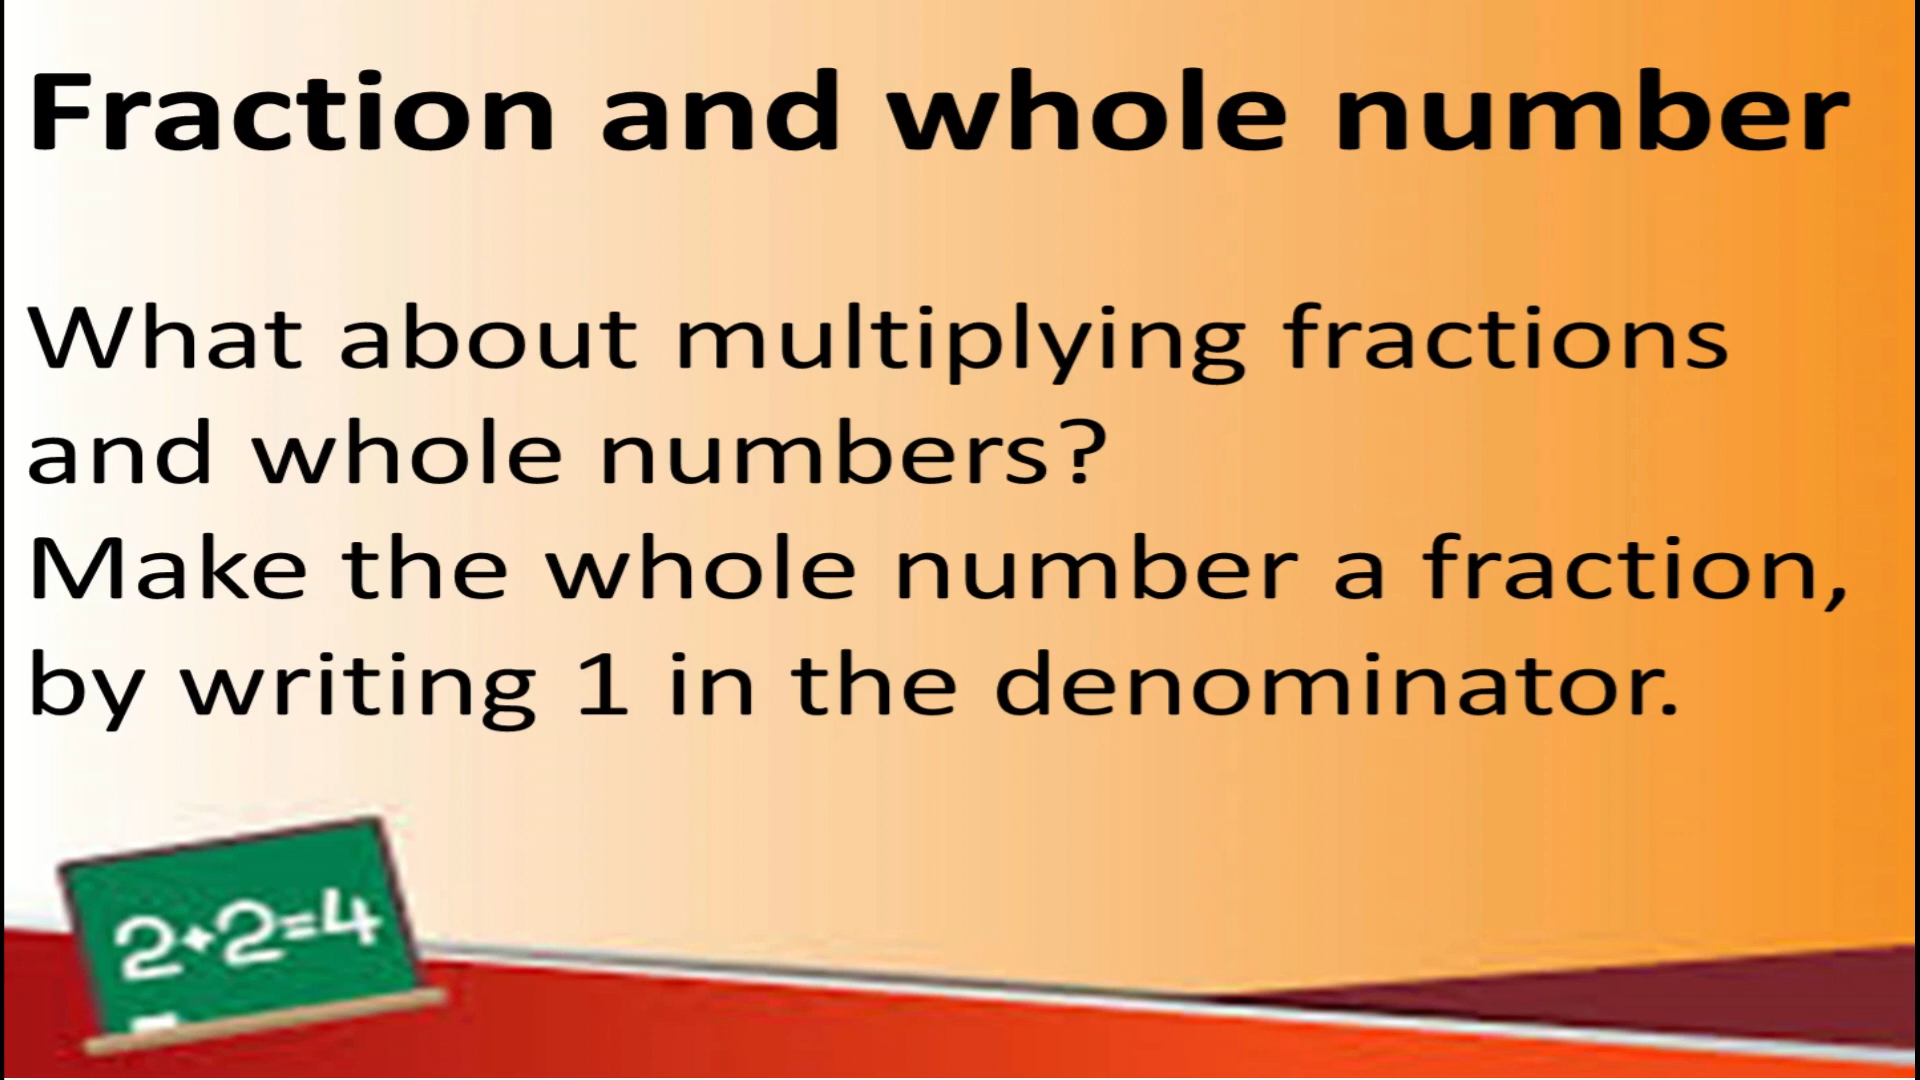 Fraction and whole number
What about multiplying fractions
and whole numbers?
Make the whole number a fraction,
by writing 1 in the denominator.
2+2=4